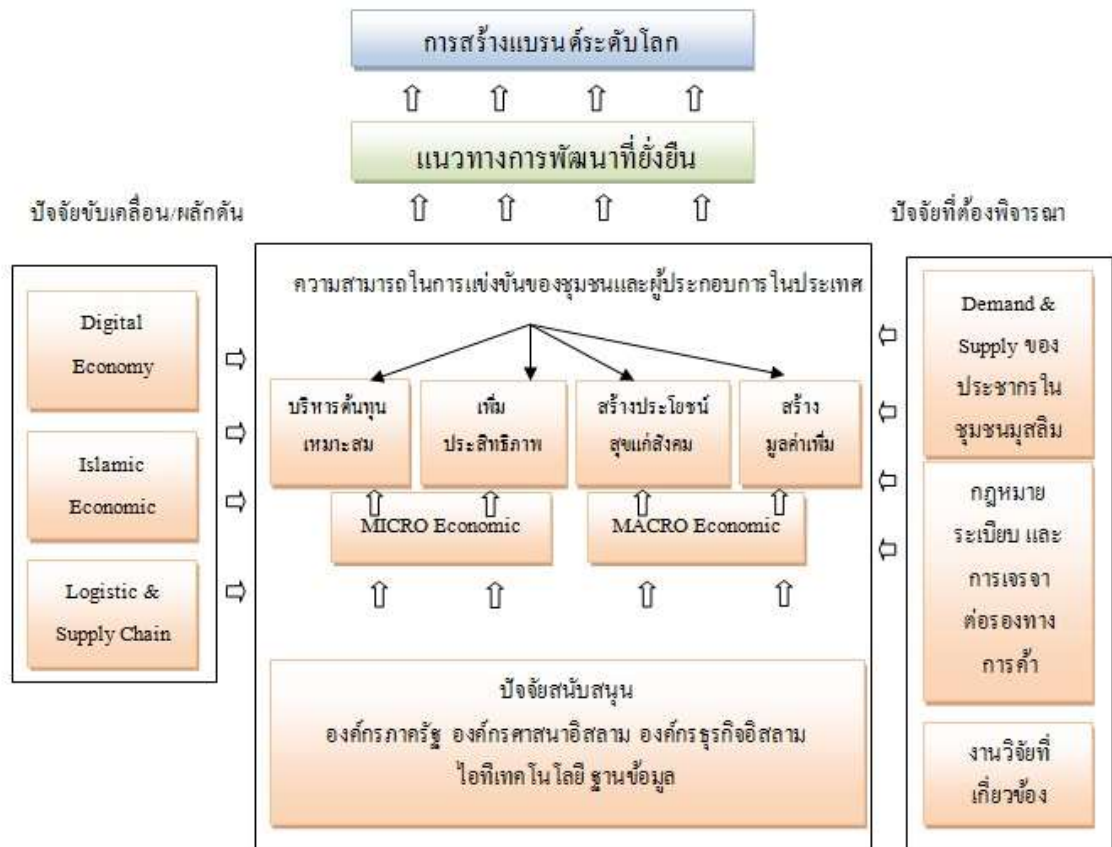 การสร้างแบรนด์ระดับโลก
แนวทางการพัฒนาที่ยั่งยืน
ปัจจัยขับเคลื่อน/ผลักดัน
Digital
Economy
Islamic
Economic
Logistic &
Supply Chain
ความสามารถในการแข่งขันของชุมชนและผู้ประกอบการในประเทศ
บริหารต้นทุน
เหมาะสม
เพิ่ม
ประสิทธิภาพ
สร้างประโยชน์
สุขแก่สังคม
สร้าง
มูลค่าเพิ่ม
MICRO Economic
MACRO Economic
ปัจจัยสนับสนุน
องค์กรภาครัฐ องค์กรศาสนาอิสลาม องค์กรธุรกิจอิสลาม
ไอทีเทคโนโลยี ฐานข้อมูล
ปัจจัยที่ต้องพิจารณา
Demand &
Supply ของ
ประชากรใน
ชุมชนมุสลิม
กฎหมาย
ระเบียบ และ
การเจรจา
ต่อรองทาง
การค้า
งานวิจัยที่
เกี่ยวข้อง